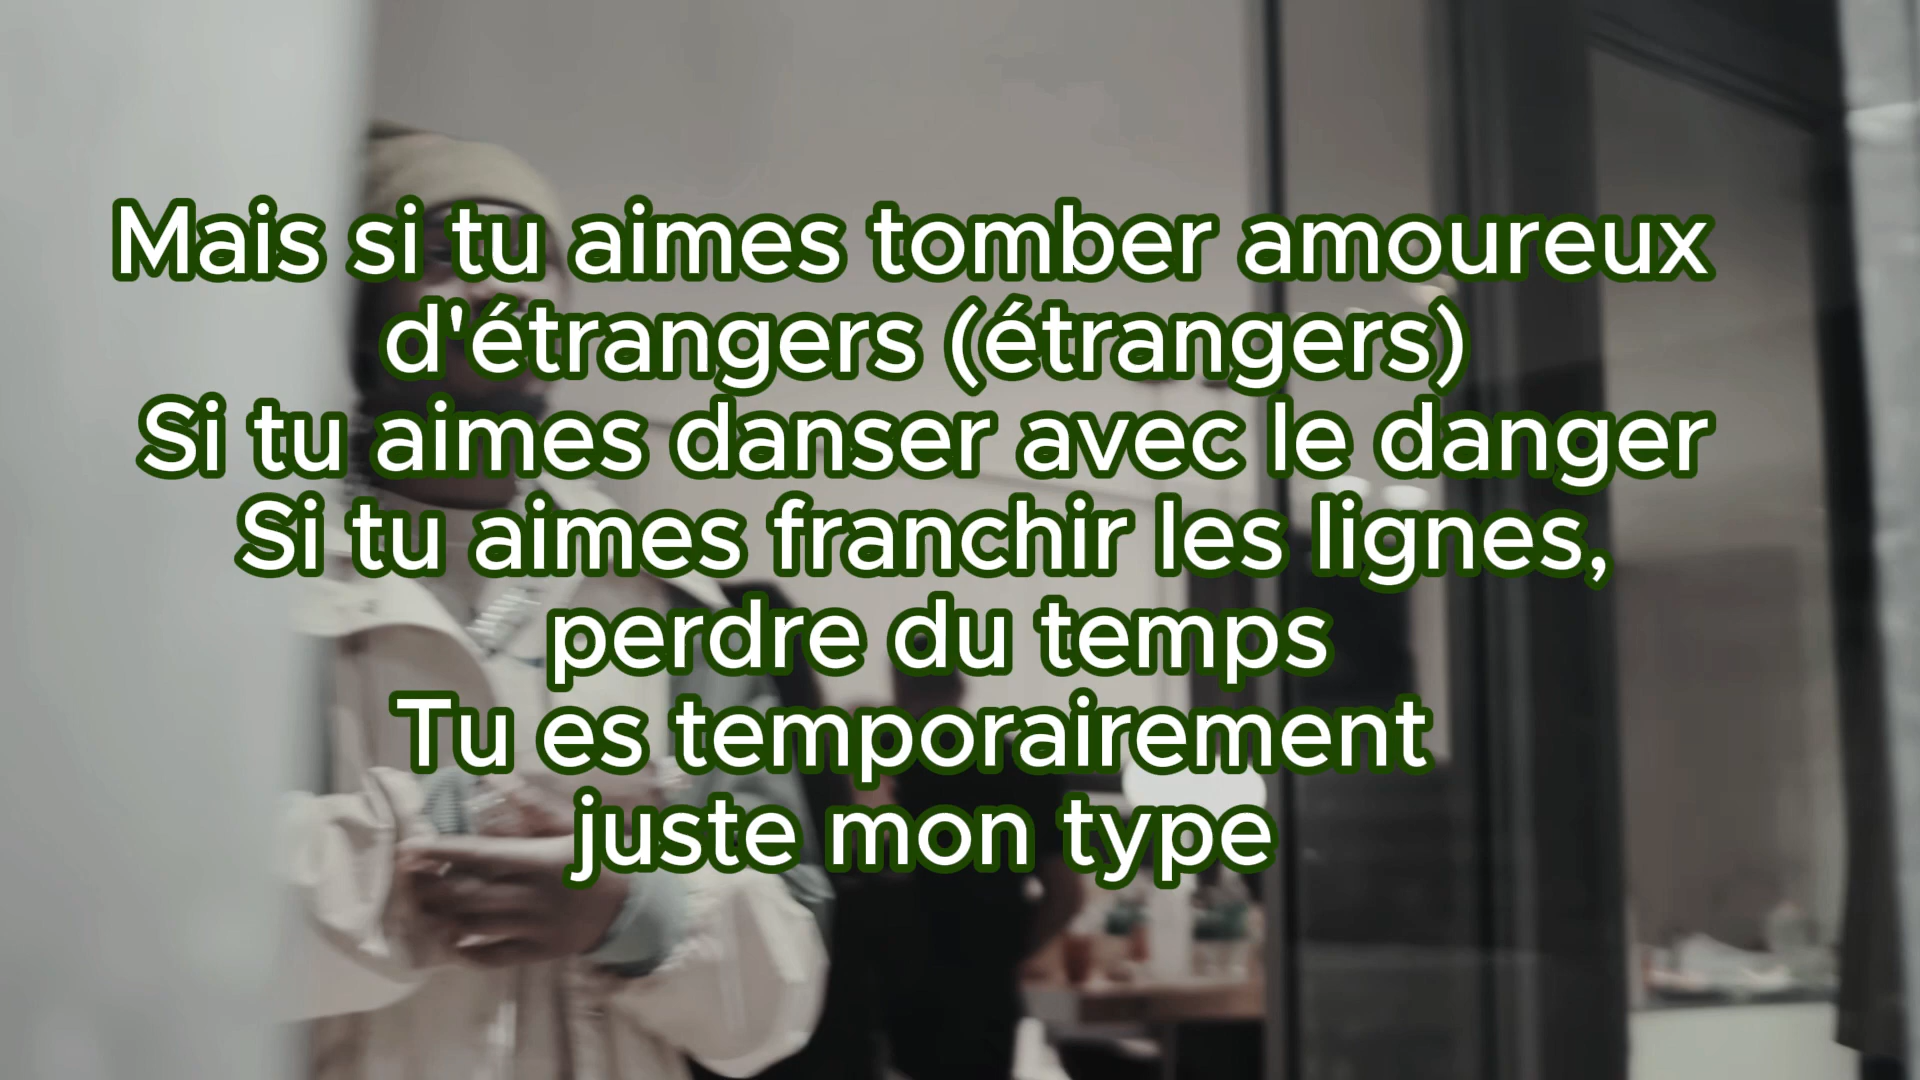 Mais si tu aimes tomber amoureux
d'étrangers (étrangers)
Si tu aimes danser avec le danger
Si tu aimes franchir les lignes,
perdre du temps
Tu es temporairement
juste mon type